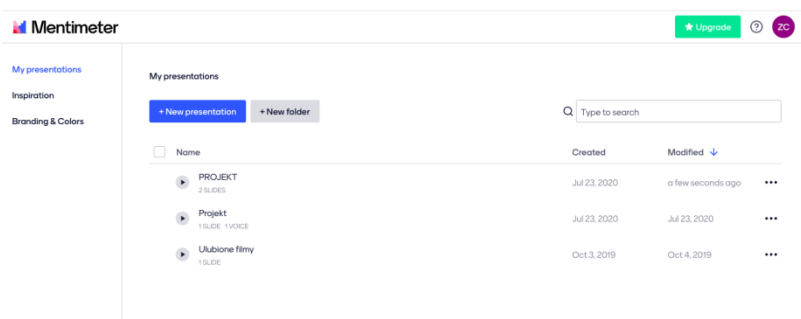 Mentimeter
★ Upgrade
?
ZC
My presentations
Inspiration
Branding & Colors
My presentations
+ New presentation
+ New folder
Type to search
Name Created Modified ↓
PROJEKT Jul 23, 2020 a few seconds ago •••
2 SLIDES
Projekt Jul 23, 2020 Jul 23, 2020 •••
1 SLIDE 1 VOICE
Ulubione filmy Oct 3, 2019 Oct 4, 2019 •••
1 SLIDE